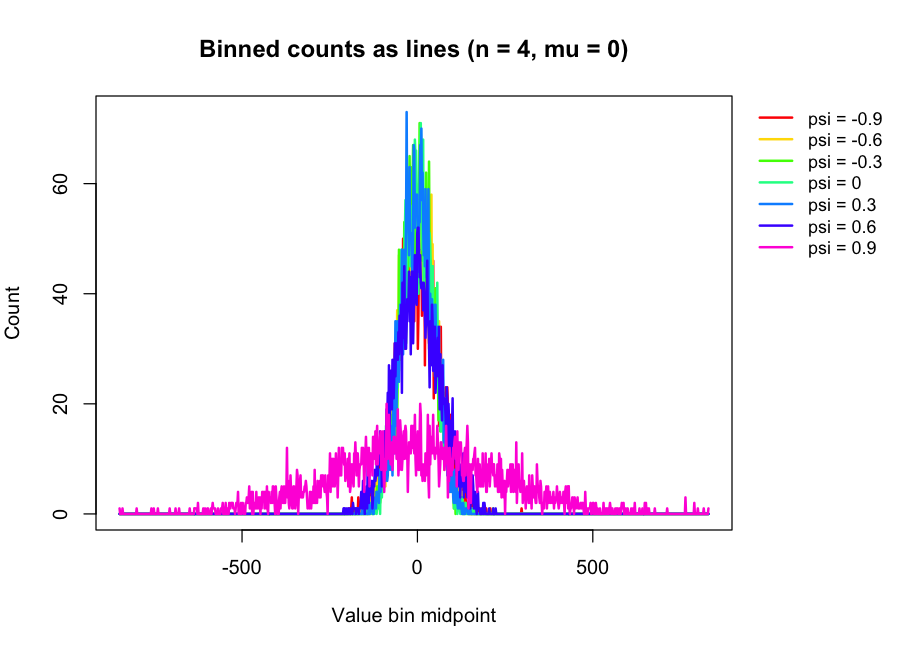 Binned counts as lines (n = 4, mu = 0)
psi = -0.9
psi = -0.6
psi = -0.3
psi = 0
psi = 0.3
psi = 0.6
psi = 0.9
Count
60
40
20
0
-500 0 500
Value bin midpoint